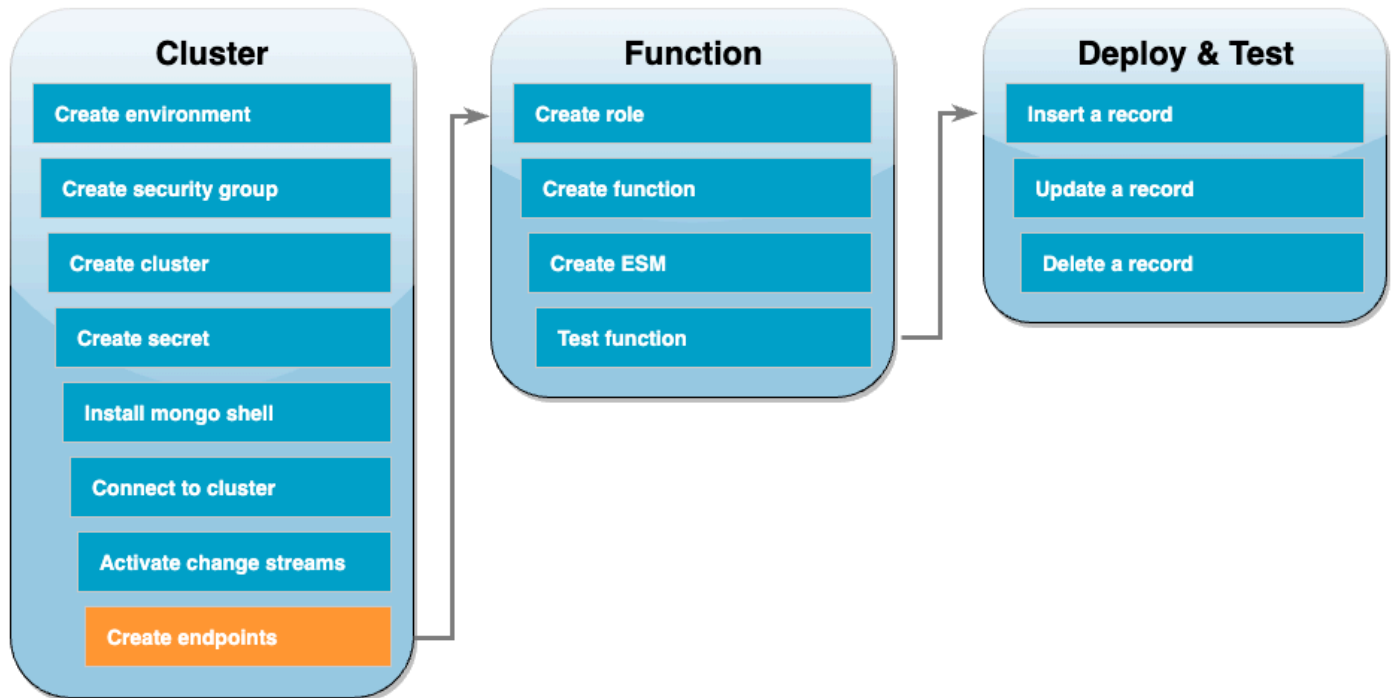 Cluster
Create environment
Create security group
Create cluster
Create secret
Install mongo shell
Connect to cluster
Activate change streams
Create endpoints
Function
Create role
Create function
Create ESM
Test function
Deploy & Test
Insert a record
Update a record
Delete a record